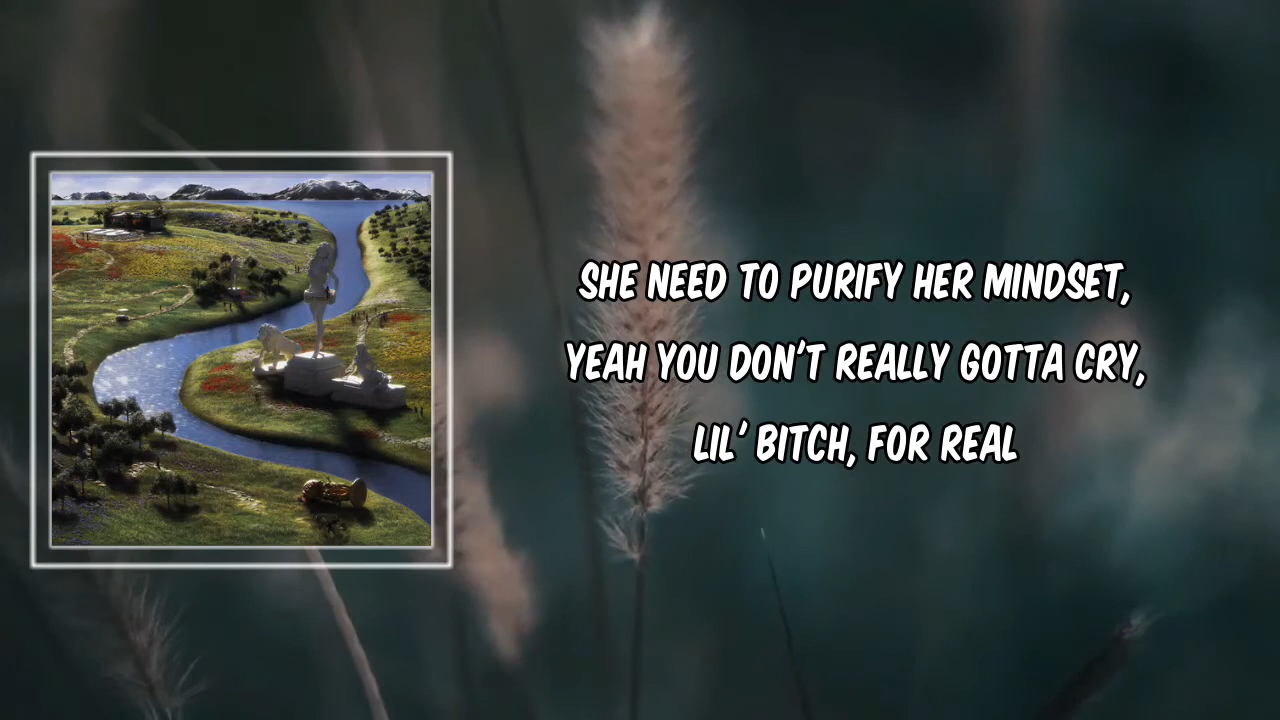 SHE NEED TO PURIFY HER MINDSET,
YEAH YOU DON'T REALLY GOTTA CRY,
LIL' BITCH, FOR REAL